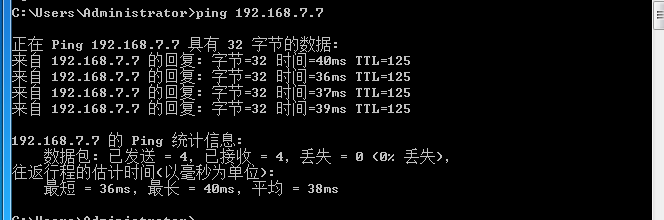 C:\Users\Administrator>ping 192.168.7.7
正在 Ping 192.168.7.7 具有 32 字节的数据:
来自 192.168.7.7 的回复: 字节=32 时间=40ms TTL=125
来自 192.168.7.7 的回复: 字节=32 时间=36ms TTL=125
来自 192.168.7.7 的回复: 字节=32 时间=37ms TTL=125
来自 192.168.7.7 的回复: 字节=32 时间=39ms TTL=125
192.168.7.7 的 Ping 统计信息:
数据包: 已发送 = 4, 已接收 = 4, 丢失 = 0 (0% 丢失),
往返行程的估计时间(以毫秒为单位):
最短 = 36ms, 最长 = 40ms, 平均 = 38ms
C:\Users\Administrator>